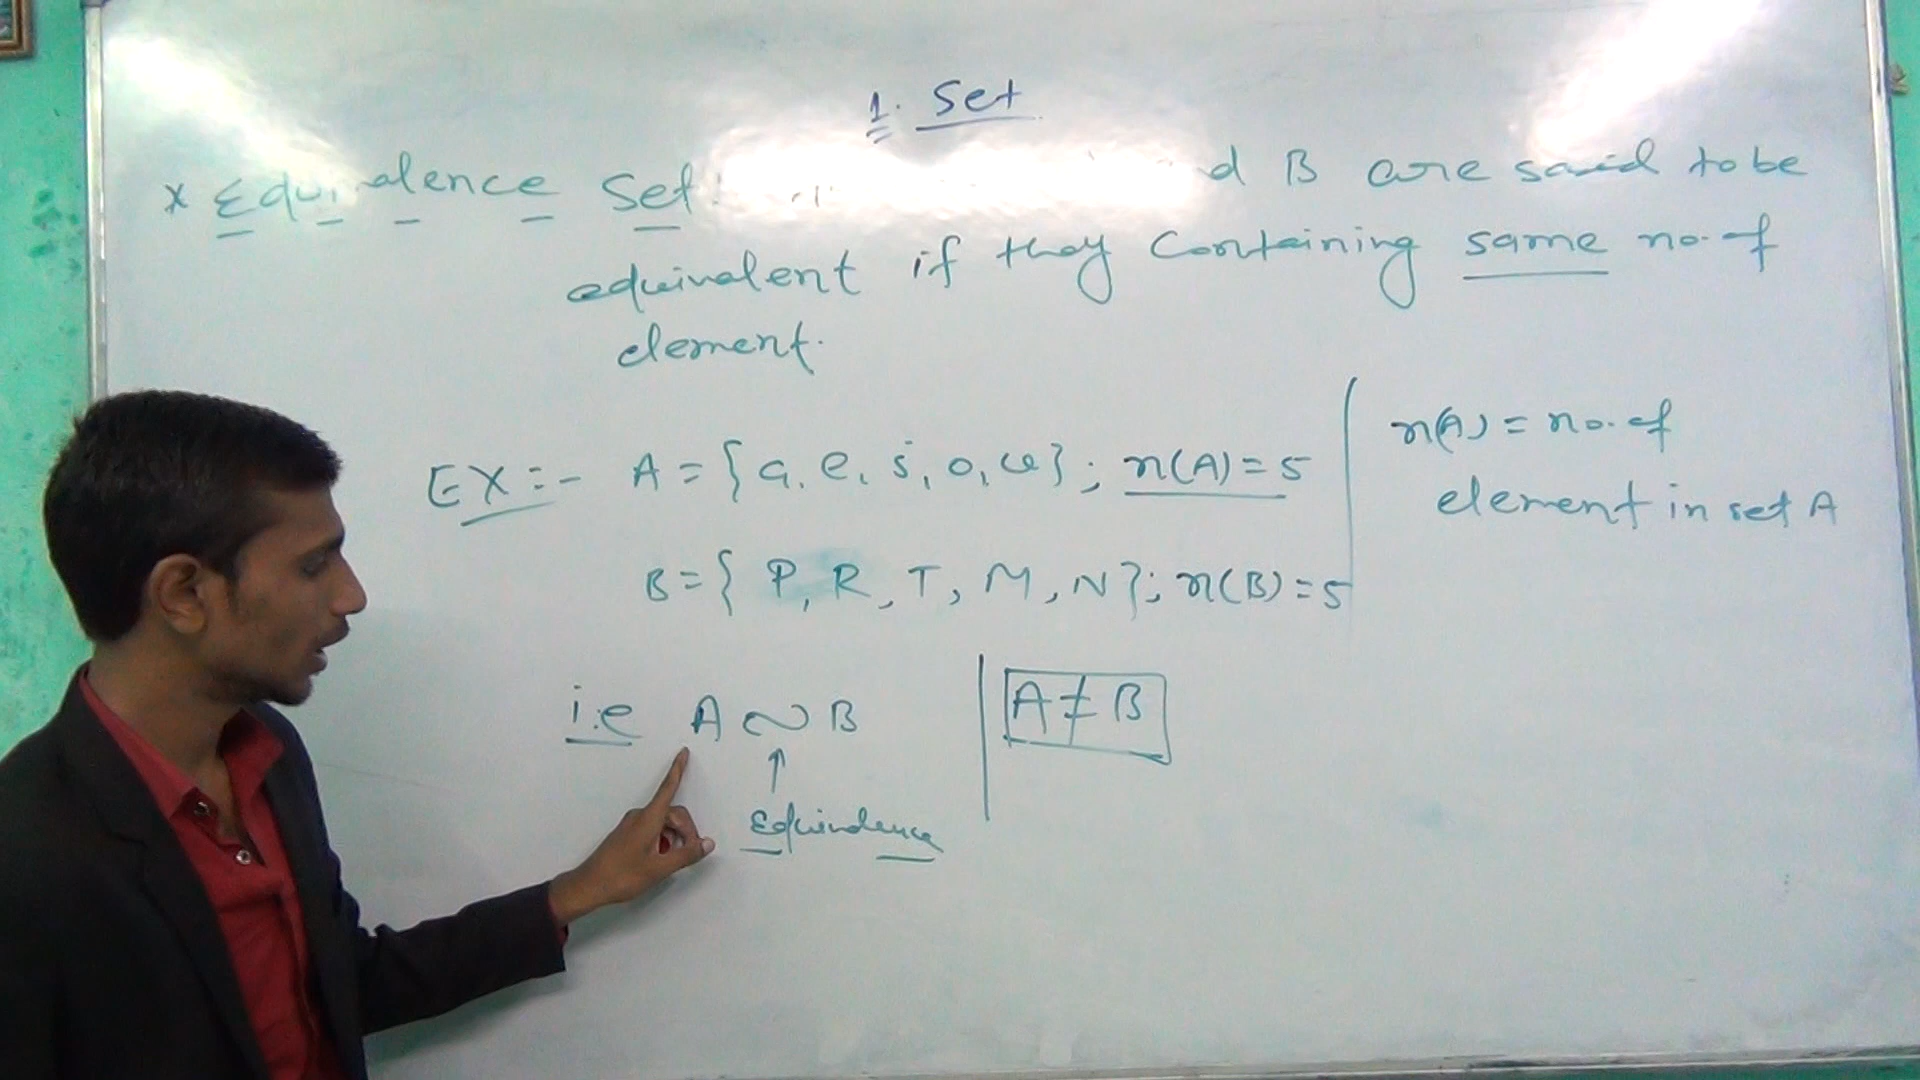 1. Set
* Equivalence Set: d B are said to be
equivalent if they containing same no. of
element.
EX:- A = {a, e, i, o, u}; n(A) = 5
B = { P, R, T, M, N}; n(B) = 5
n(A) = no. of
element in set A
i.e A ~ B
↑
Equivalence
A ≠ B